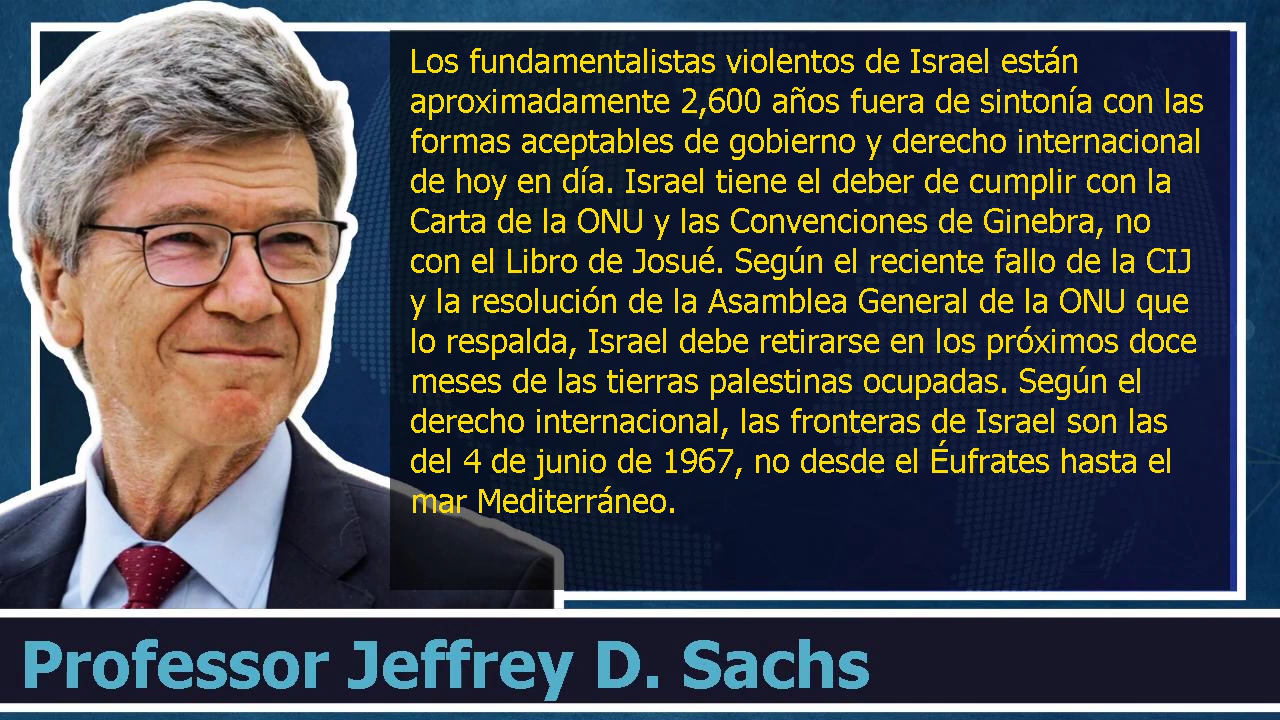 Los fundamentalistas violentos de Israel están
aproximadamente 2,600 años fuera de sintonía con las
formas aceptables de gobierno y derecho internacional
de hoy en día. Israel tiene el deber de cumplir con la
Carta de la ONU y las Convenciones de Ginebra, no
con el Libro de Josué. Según el reciente fallo de la CIJ
y la resolución de la Asamblea General de la ONU que
lo respalda, Israel debe retirarse en los próximos doce
meses de las tierras palestinas ocupadas. Según el
derecho internacional, las fronteras de Israel son las
del 4 de junio de 1967, no desde el Éufrates hasta el
mar Mediterráneo.
Professor Jeffrey D. Sachs